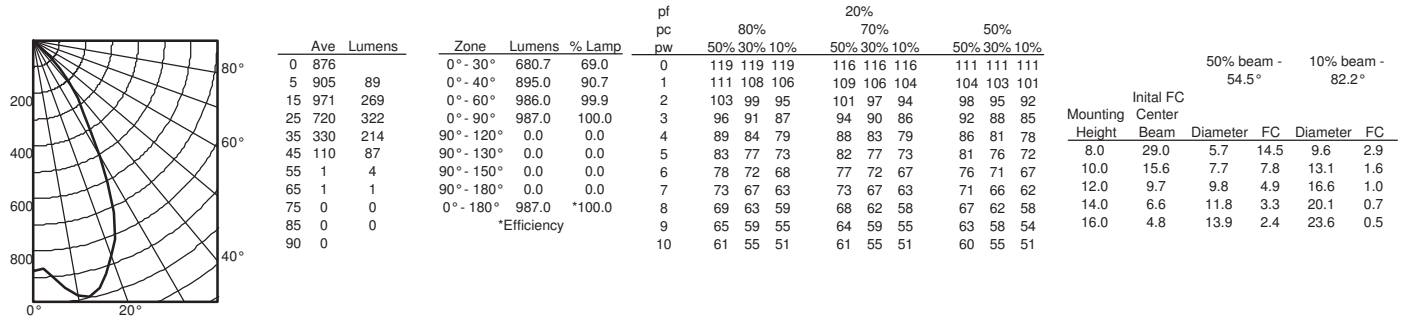 200
400
600
800
0° 20°
80°
60°
40°
Ave Lumens
0 876
5 905 89
15 971 269
25 720 322
35 330 214
45 110 87
55 1 4
65 1 1
75 0 0
85 0 0
90 0
Zone Lumens % Lamp
0° - 30° 680.7 69.0
0° - 40° 895.0 90.7
0° - 60° 986.0 99.9
0° - 90° 987.0 100.0
90° - 120° 0.0 0.0
90° - 130° 0.0 0.0
90° - 150° 0.0 0.0
90° - 180° 0.0 0.0
0° - 180° 987.0 *100.0
*Efficiency
pf 20%
pc 80% 70% 50%
pw 50% 30% 10% 50% 30% 10% 50% 30% 10%
0 119 119 119 116 116 116 111 111 111
1 111 108 106 109 106 104 104 103 101
2 103 99 95 101 97 94 98 95 92
3 96 91 87 94 90 86 92 88 85
4 89 84 79 88 83 79 86 81 78
5 83 77 73 82 77 73 81 76 72
6 78 72 68 77 72 67 76 71 67
7 73 67 63 73 67 63 71 66 62
8 69 63 59 68 62 58 67 62 58
9 65 59 55 64 59 55 63 58 54
10 61 55 51 61 55 51 60 55 51
50% beam - 10% beam -
54.5° 82.2°
Inital FC
Mounting Center
Height Beam Diameter FC Diameter FC
8.0 29.0 5.7 14.5 9.6 2.9
10.0 15.6 7.7 7.8 13.1 1.6
12.0 9.7 9.8 4.9 16.6 1.0
14.0 6.6 11.8 3.3 20.1 0.7
16.0 4.8 13.9 2.4 23.6 0.5